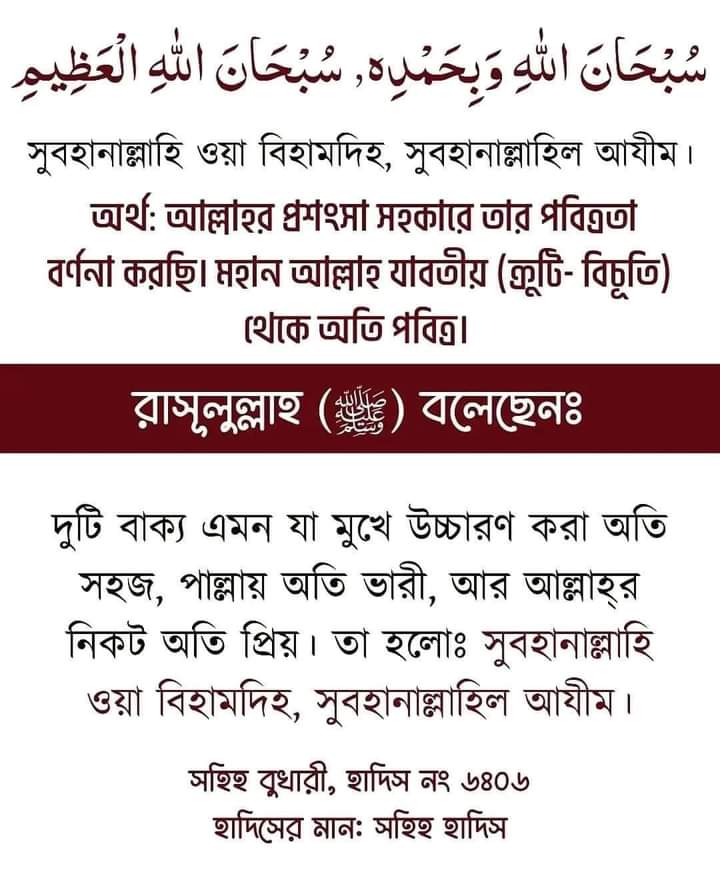 سُبْحَانَ اللهِ وَبِحَمْدِه, سُبْحَانَ اللهِ الْعَظِيمِ
সুবহানাল্লাহি ওয়া বিহামদিহ, সুবহানাল্লাহিল আযীম।
অর্থ: আল্লাহর প্রশংসা সহকারে তার পবিত্রতা
বর্ণনা করছি। মহান আল্লাহ যাবতীয় (ক্রুটি- বিচূতি)
থেকে অতি পবিত্র।
রাসূলুল্লাহ (ﷺ) বলেছেনঃ
দুটি বাক্য এমন যা মুখে উচ্চারণ করা অতি
সহজ, পাল্লায় অতি ভারী, আর আল্লাহ্‌র
নিকট অতি প্রিয়। তা হলোঃ সুবহানাল্লাহি
ওয়া বিহামদিহ, সুবহানাল্লাহিল আযীম।
সহিহ বুখারী, হাদিস নং ৬৪০৬
হাদিসের মান: সহিহ হাদিস